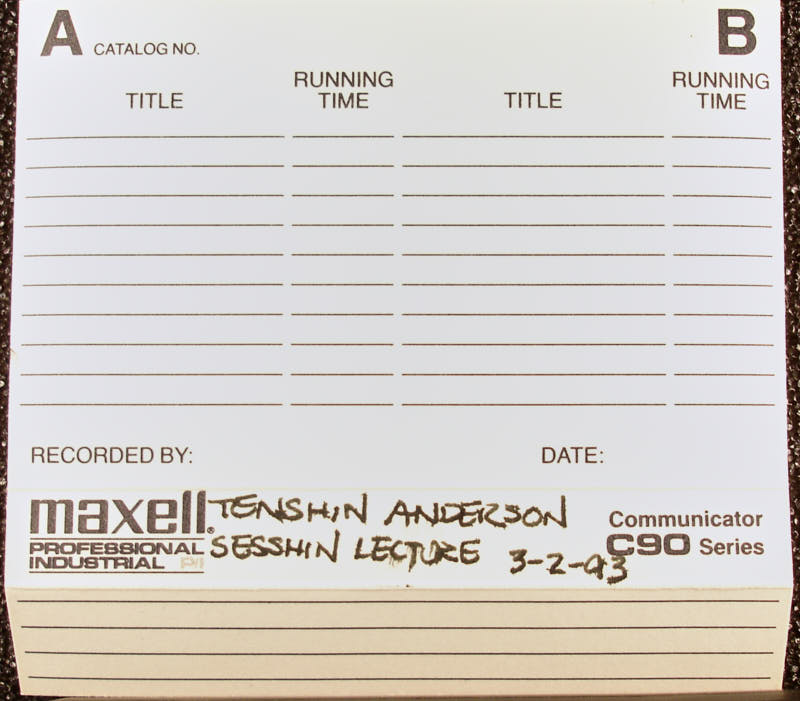 A CATALOG NO. B
TITLE RUNNING TIME TITLE RUNNING TIME
RECORDED BY: DATE:
maxell TENSHIN ANDERSON Communicator
PROFESSIONAL INDUSTRIAL SESSHIN LECTURE 3-2-93 C90 Series